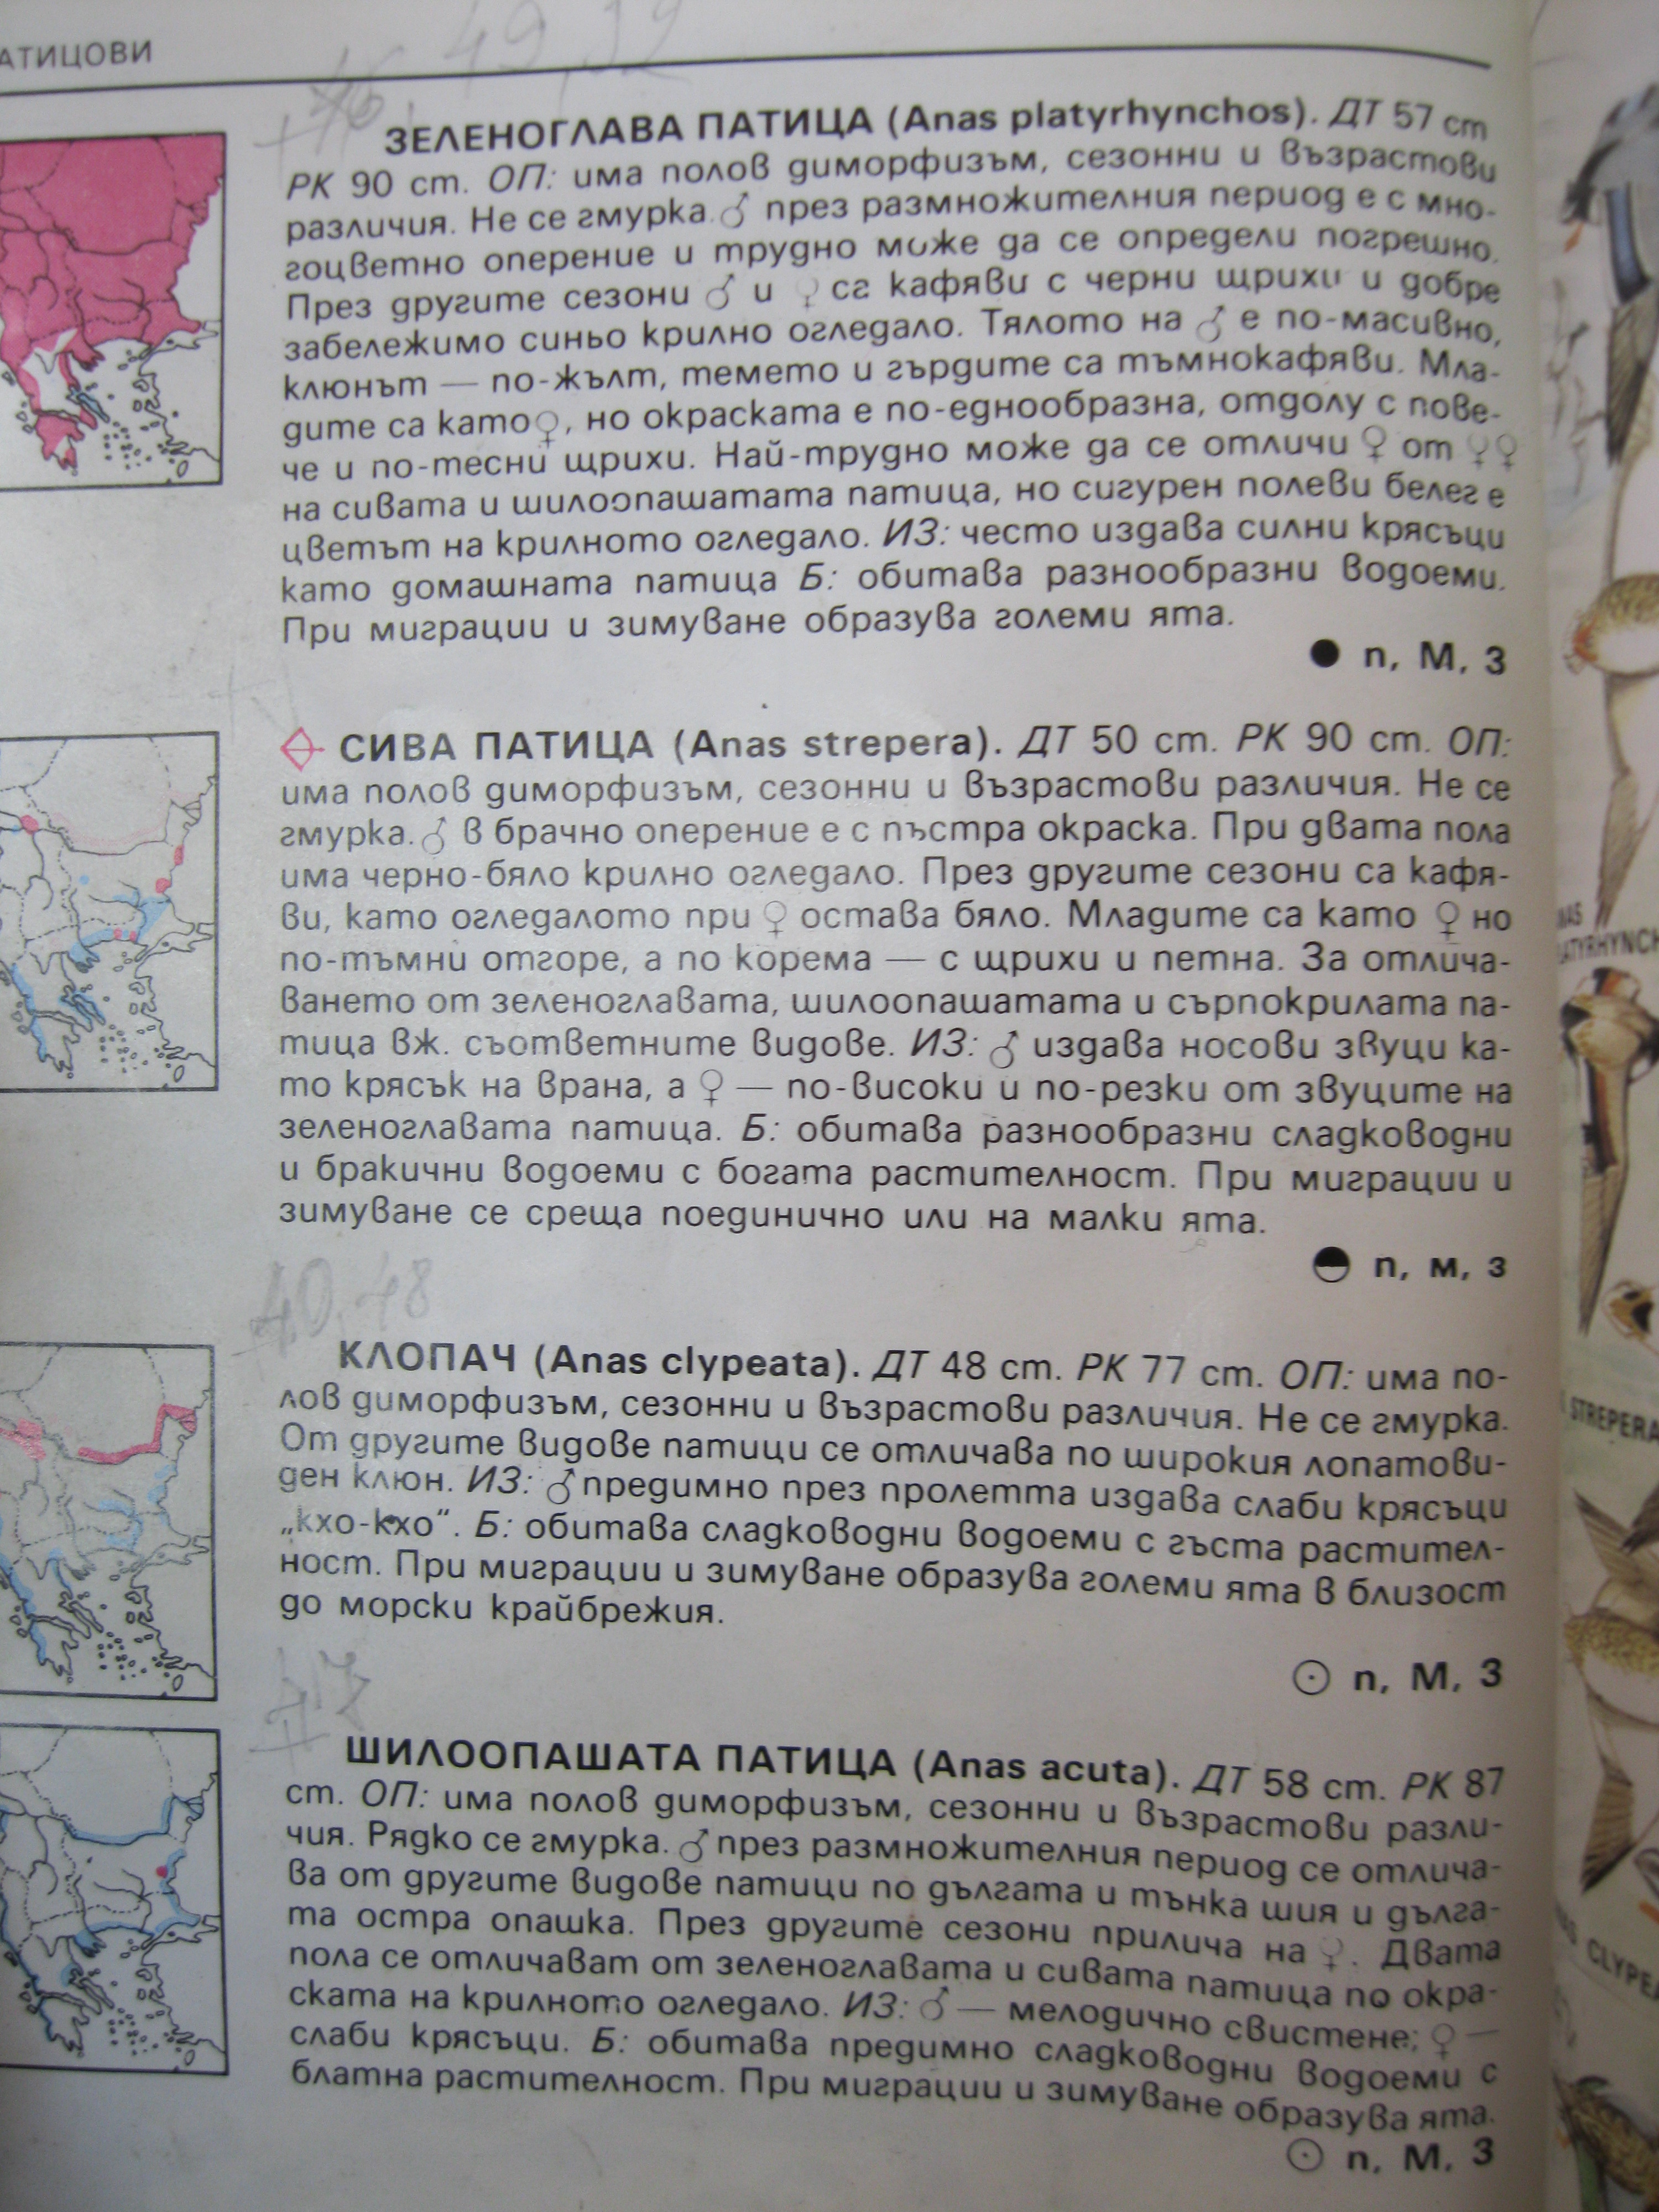 АТИЦОВИ
49,32
ЗЕЛЕНОГЛАВА ПАТИЦА (Anas platyrhynchos). ДТ 57 cm
РК 90 cm. ОП: има полов диморфизъм, сезонни и възрастови
различия. Не се гмурка. ♂ през размножителния период е с мно-
гоцветно оперение и трудно може да се определи погрешно.
През другите сезони ♂ и ♀ са кафяви с черни щрихи и добре
забележимо синьо крилно огледало. Тялото на ♂ е по-масивно,
клюнът — по-жълт, темето и гърдите са тъмнокафяви. Мла-
дите са като ♀, но окраската е по-еднообразна, отдолу с пове-
че и по-тесни щрихи. Най-трудно може да се отличи ♀ от ♀♀
на сивата и шилоопашатата патица, но сигурен полеви белег е
цветът на крилното огледало. ИЗ: често издава силни крясъци
като домашната патица Б: обитава разнообразни водоеми.
При миграции и зимуване образува големи ята.
● п, М, З
СИВА ПАТИЦА (Anas strepera). ДТ 50 cm. РК 90 cm. ОП:
има полов диморфизъм, сезонни и възрастови различия. Не се
гмурка. ♂ в брачно оперение е с пъстра окраска. При двата пола
има черно-бяло крилно огледало. През другите сезони са кафя-
ви, като огледалото при ♀ остава бяло. Младите са като ♀ но
по-тъмни отгоре, а по корема — с щрихи и петна. За отлича-
ването от зеленоглавата, шилоопашатата и сърпокрилата па-
тица вж. съответните видове. ИЗ: ♂ издава носови звуци ка-
то крясък на врана, а ♀ — по-високи и по-резки от звуците на
зеленоглавата патица. Б: обитава разнообразни сладководни
и бракични водоеми с богата растителност. При миграции и
зимуване се среща поединично или на малки ята.
п, м, з
40,48
КЛОПАЧ (Anas clypeata). ДТ 48 cm. РК 77 cm. ОП: има по-
лов диморфизъм, сезонни и възрастови различия. Не се гмурка.
От другите видове патици се отличава по широкия лопатови-
ден клюн. ИЗ: ♂ предимно през пролетта издава слаби крясъци
„кхо-кхо“. Б: обитава сладководни водоеми с гъста растител-
ност. При миграции и зимуване образува големи ята в близост
до морски крайбрежия.
⊙ п, М, З
ШИЛООПАШАТА ПАТИЦА (Anas acuta). ДТ 58 cm. РК 87
cm. ОП: има полов диморфизъм, сезонни и възрастови разли-
чия. Рядко се гмурка. ♂ през размножителния период се отлича-
ва от другите видове патици по дългата и тънка шия и дълга-
та остра опашка. През другите сезони прилича на ♀. Двата
пола се отличават от зеленоглавата и сивата патица по окра-
ската на крилното огледало. ИЗ: ♂ — мелодично свистене; ♀ —
слаби крясъци. Б: обитава предимно сладководни водоеми с
блатна растителност. При миграции и зимуване образува ята.
⊙ п, М, З
STREPERA